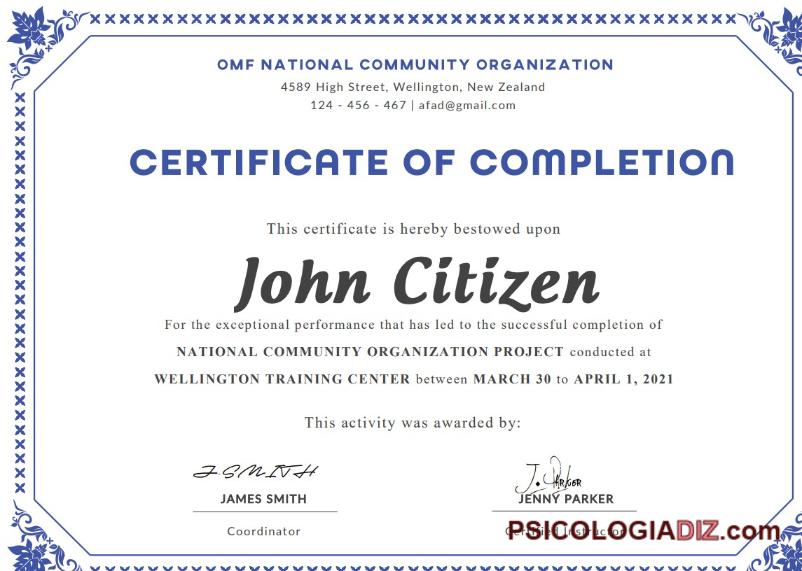 OMF NATIONAL COMMUNITY ORGANIZATION
4589 High Street, Wellington, New Zealand
124 - 456 - 467 | afad@gmail.com
CERTIFICATE OF COMPLETION
This certificate is hereby bestowed upon
John Citizen
For the exceptional performance that has led to the successful completion of
NATIONAL COMMUNITY ORGANIZATION PROJECT conducted at
WELLINGTON TRAINING CENTER between MARCH 30 to APRIL 1, 2021
This activity was awarded by:
J. SMITH J. PARKER
JAMES SMITH JENNY PARKER
Coordinator Certified Instructor
PSICOLOGIADIZ.com